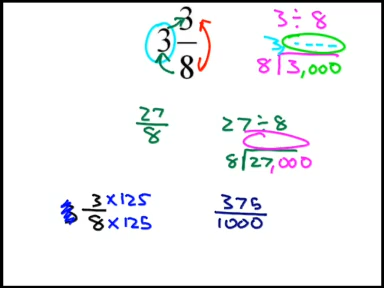 3 3/8
3 ÷ 8
3
8 3,000
27/8
27 ÷ 8
8 27,000
3 × 125
8 × 125
375
1000